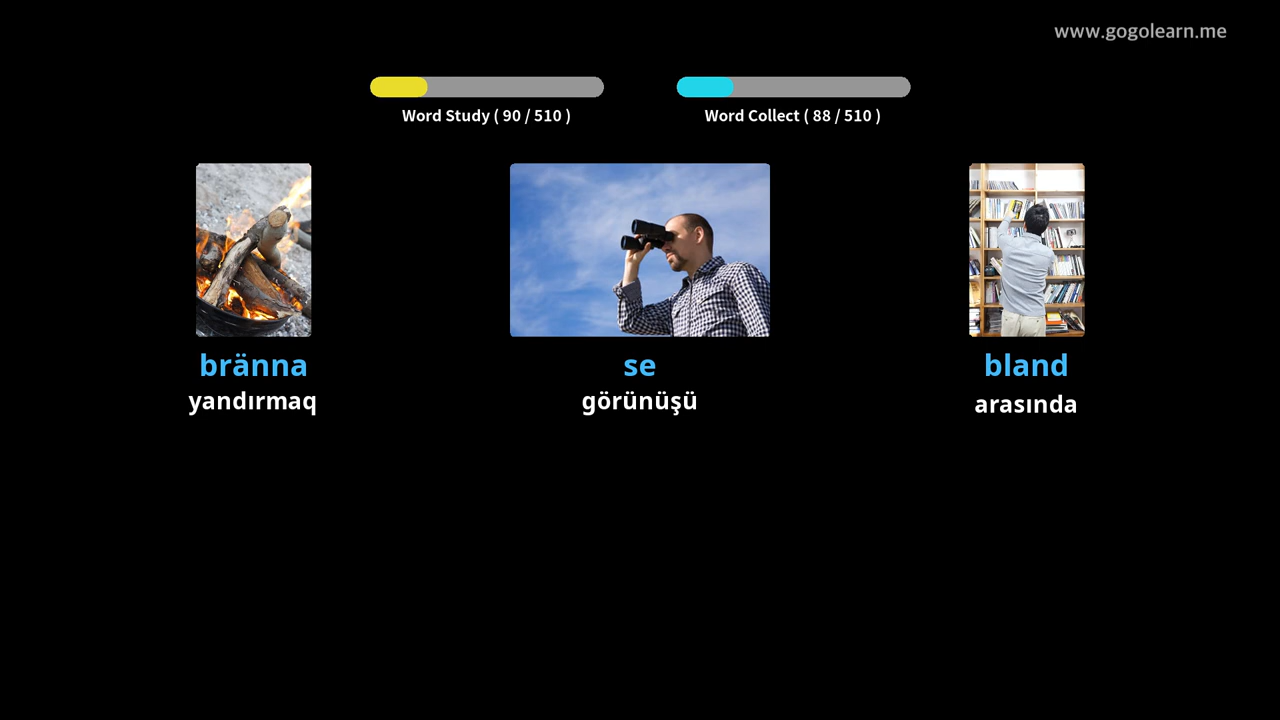 www.gogolearn.me
Word Study ( 90 / 510 )
Word Collect ( 88 / 510 )
bränna
yandırmaq
se
görünüşü
bland
arasında